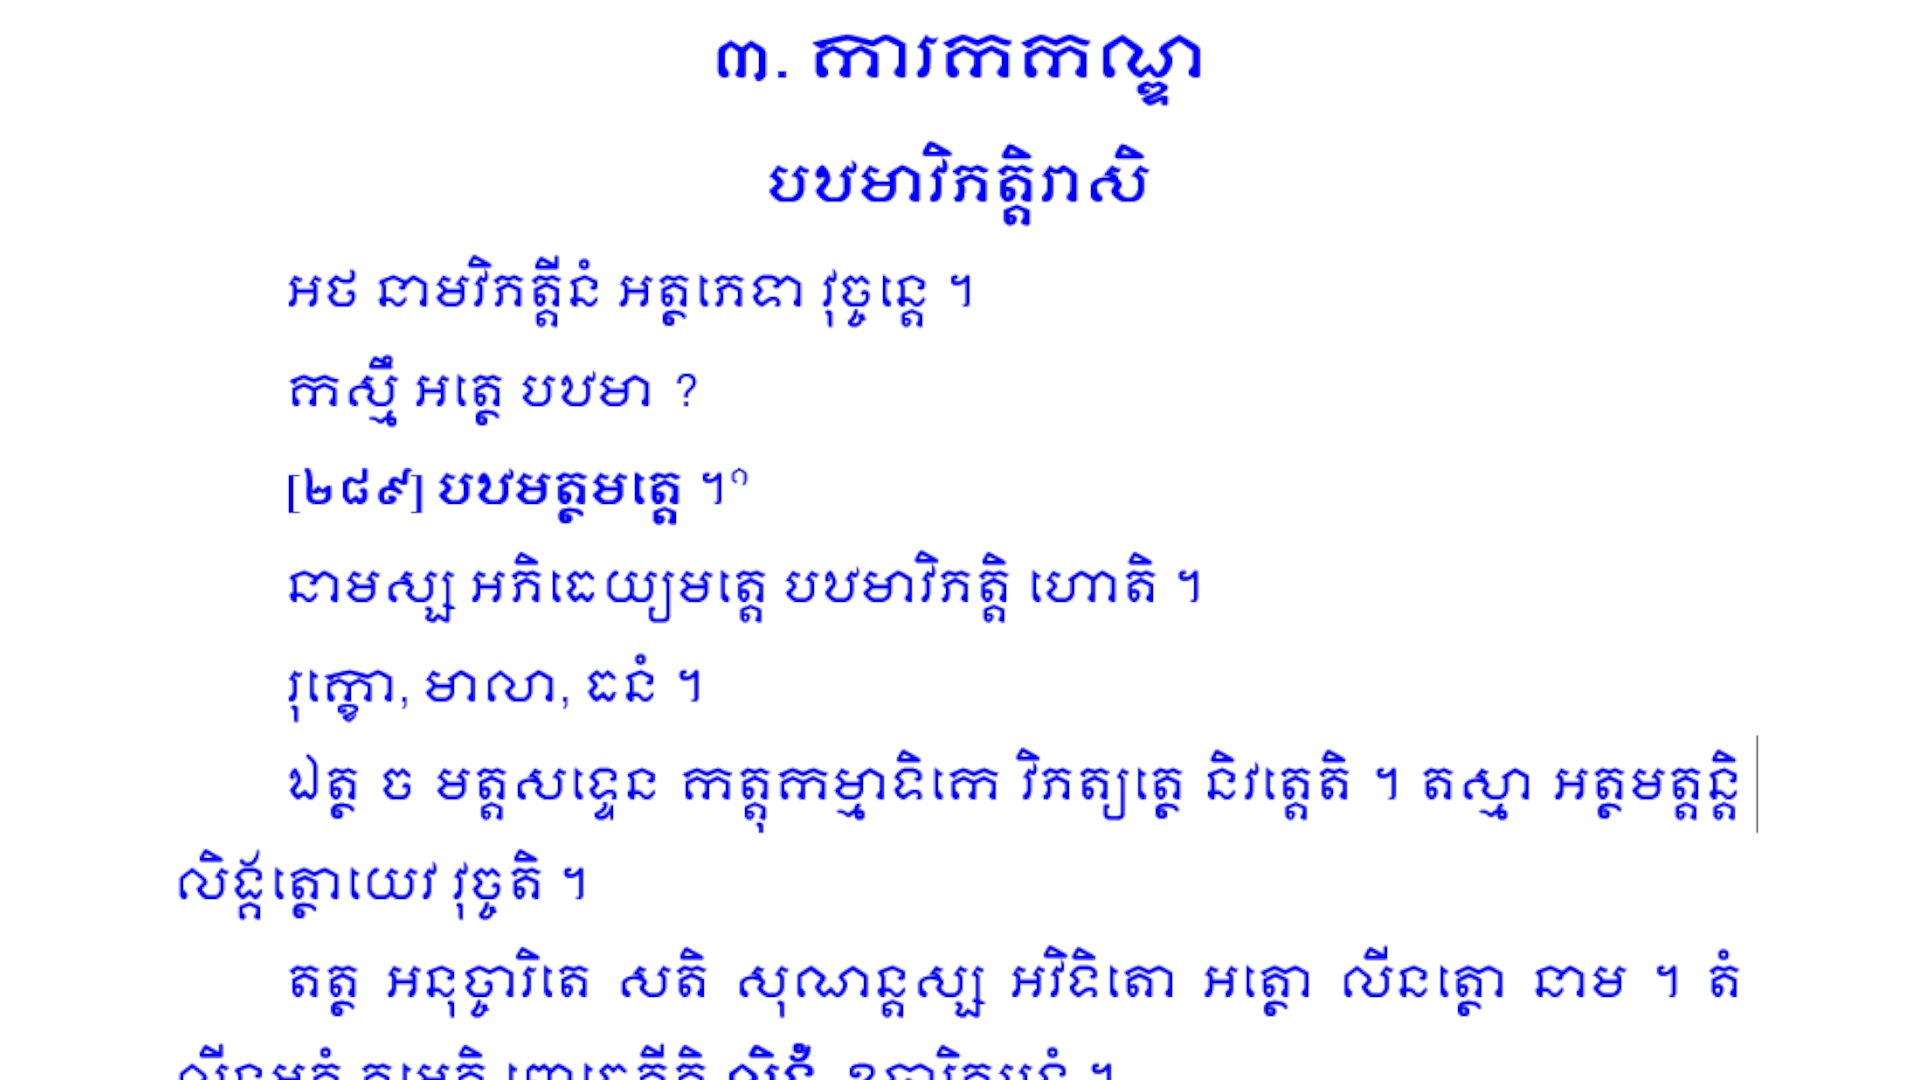 ៣. ការកកណ្ឌ
បឋមាវិភត្តិរាសិ
អថ នាមវិភត្តីនំ អត្ថភេទា វុច្ចន្តេ ។
កស្មឹ អត្ថេ បឋមា ?
[២៨៩] បឋមត្ថមត្តេ ។១
នាមស្ស អភិធេយ្យមត្តេ បឋមាវិភត្តិ ហោតិ ។
រុក្ខោ, មាលា, ធនំ ។
ឯត្ថ ច មត្តសទ្ទេន កត្តុកម្មាទិកេ វិភត្យត្ថេ និវត្តេតិ ។ តស្មា អត្ថមត្តន្តិ
លិង្គត្ថោយេវ វុច្ចតិ ។
តត្ថ អនុច្ចារិតេ សតិ សុណន្តស្ស អវិទិតោ អត្ថោ លីនត្ថោ នាម ។ តំ